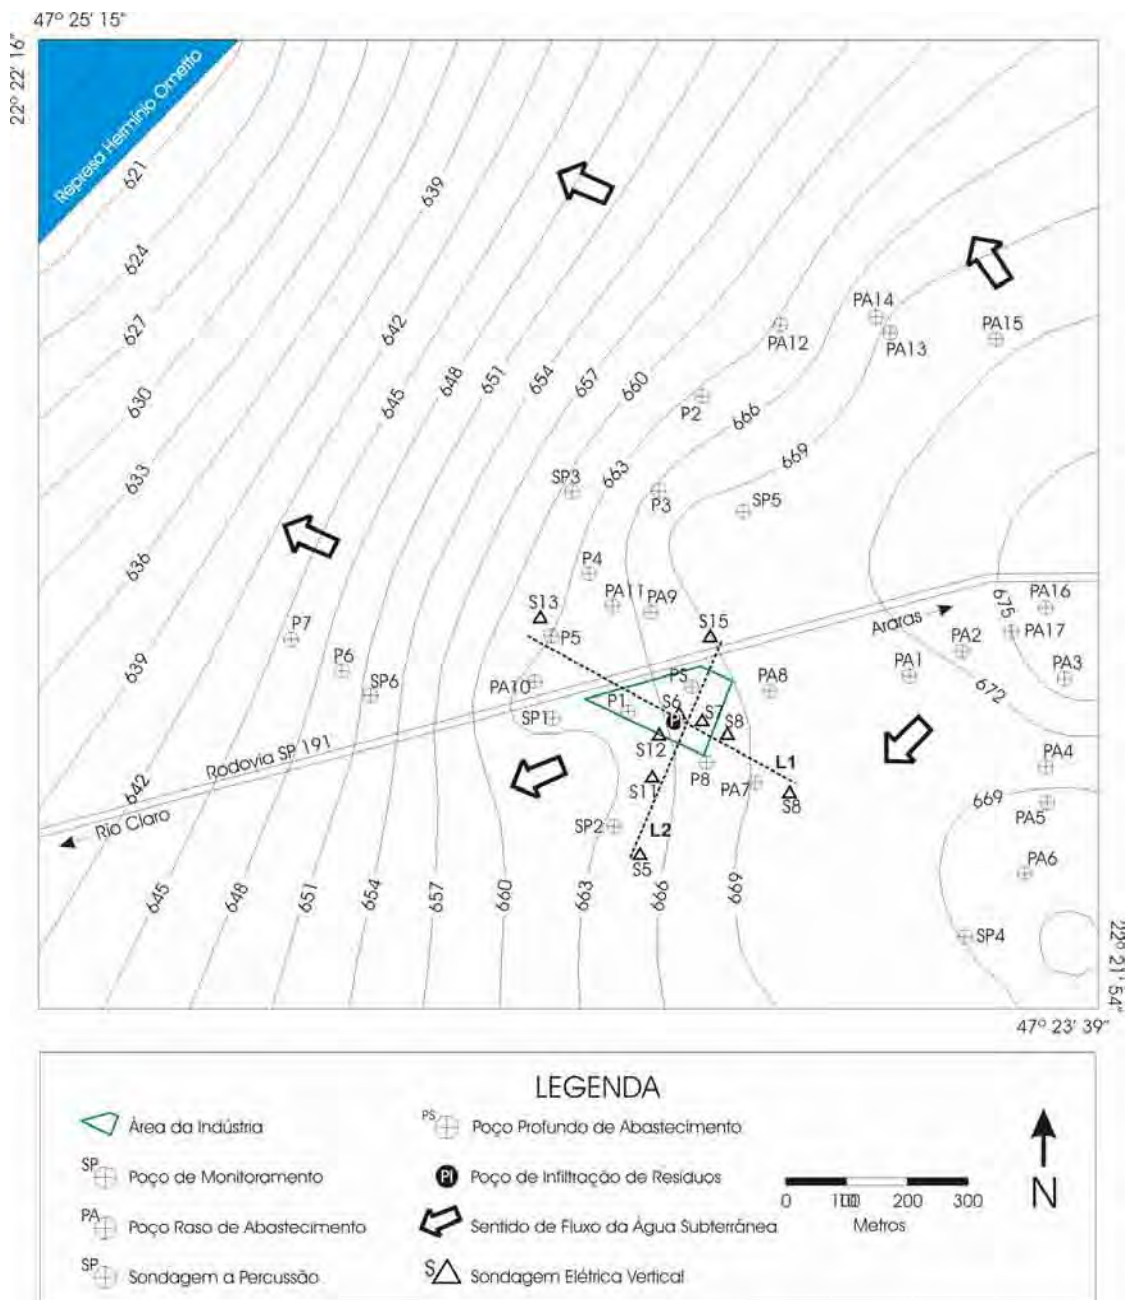 47° 25' 15"
22° 22' 16"
Represa Hermínio Ometto
621
624
627
630
633
636
639
642
645
648
651
654
657
660
663
666
669
639
642
645
648
651
654
657
660
663
666
669
672
675
669
PA14
PA13
PA15
PA12
P2
SP3
P3
SP5
P4
PA11
PA9
S13
P5
S15
P7
P6
SP6
PA10
SP1
P1
PS
S6
PI
S7
S8
S12
PA8
P8
PA7
S11
SP2
S5
S8
L1
L2
PA16
PA17
PA2
PA1
PA3
PA4
PA5
PA6
SP4
Araras
Rodovia SP 191
Rio Claro
22° 21' 54"
47° 23' 39"
LEGENDA
Área da Indústria
PS Poço Profundo de Abastecimento
SP Poço de Monitoramento
PI Poço de Infiltração de Resíduos
PA Poço Raso de Abastecimento
Sentido de Fluxo da Água Subterrânea
SP Sondagem a Percussão
S Sondagem Elétrica Vertical
0 100 200 300
Metros
N